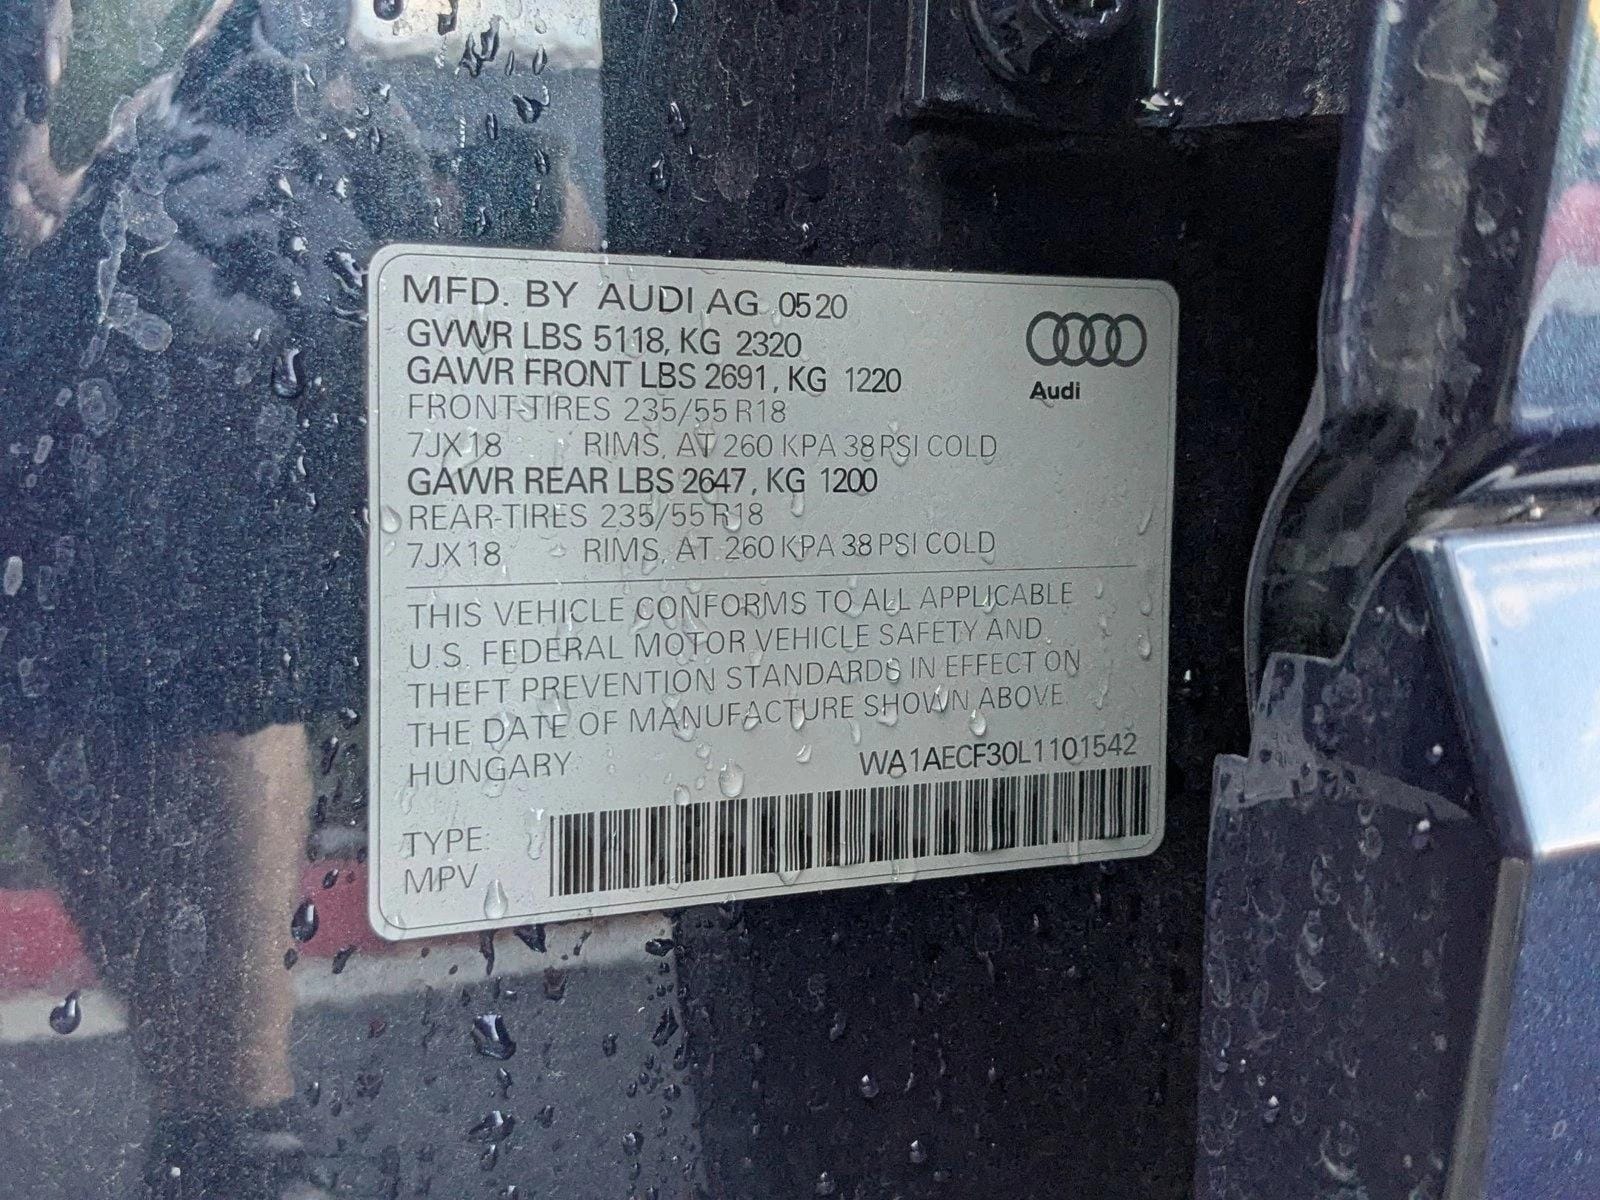 MFD. BY AUDI AG 0520
GVWR LBS 5118, KG 2320
GAWR FRONT LBS 2691, KG 1220
Audi
FRONT-TIRES 235/55 R18
7JX18 RIMS, AT 260 KPA 38 PSI COLD
GAWR REAR LBS 2647, KG 1200
REAR-TIRES 235/55 R18
7JX18 RIMS, AT 260 KPA 38 PSI COLD
THIS VEHICLE CONFORMS TO ALL APPLICABLE
U.S. FEDERAL MOTOR VEHICLE SAFETY AND
THEFT PREVENTION STANDARDS IN EFFECT ON
THE DATE OF MANUFACTURE SHOWN ABOVE.
HUNGARY WA1AECF30L1101542
TYPE:
MPV